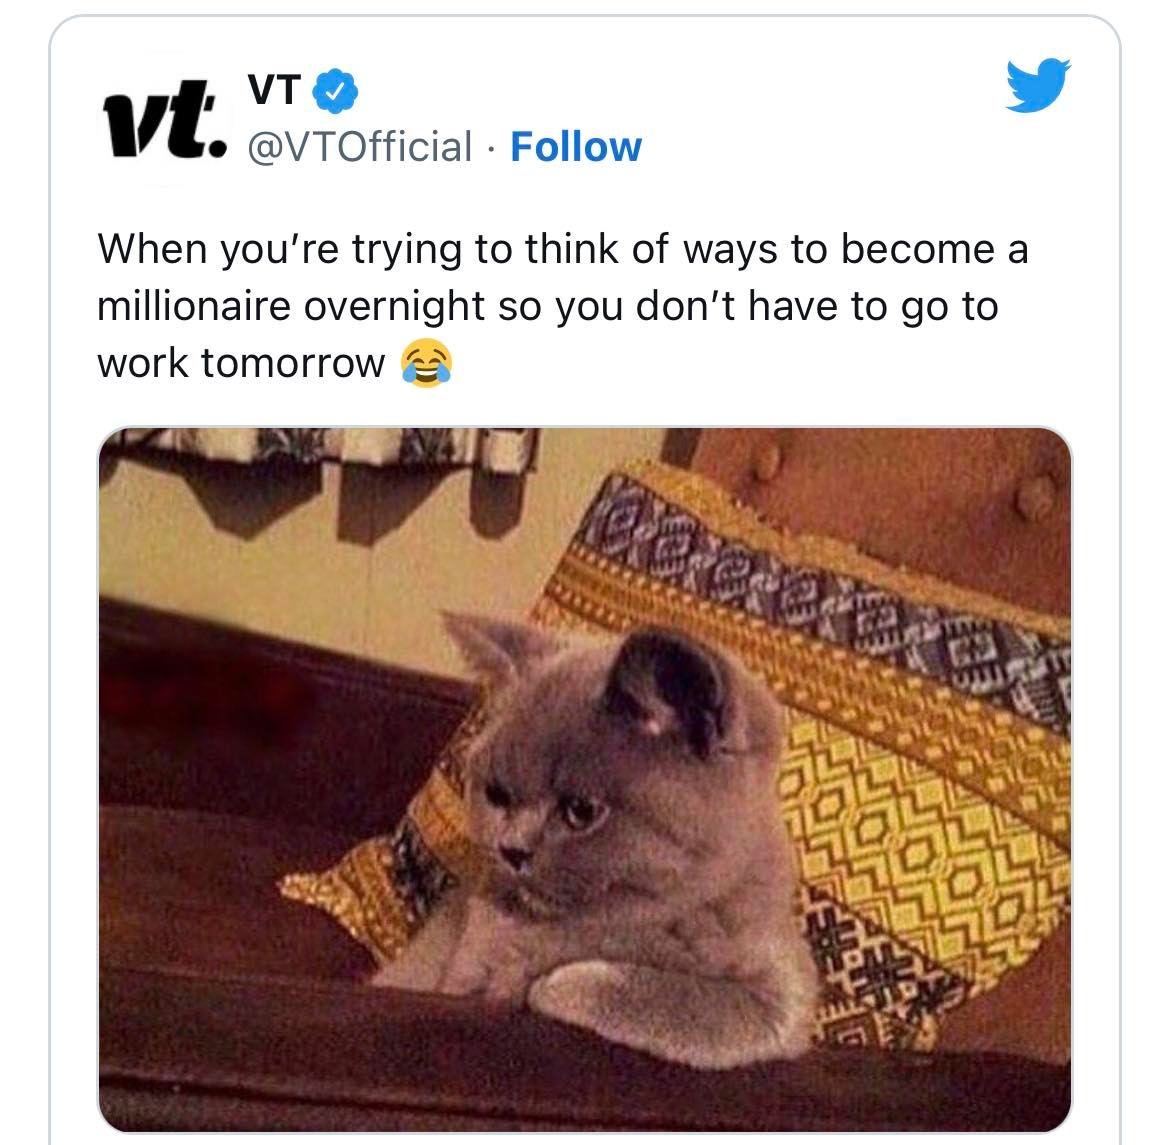 vt.
VT
@VTOfficial · Follow
When you’re trying to think of ways to become a
millionaire overnight so you don’t have to go to
work tomorrow 😂